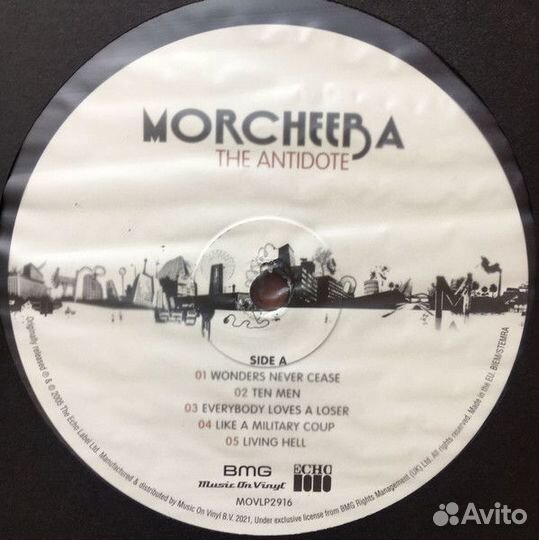 MORCHEEBA
THE ANTIDOTE
SIDE A
01 WONDERS NEVER CEASE
02 TEN MEN
03 EVERYBODY LOVES A LOSER
04 LIKE A MILITARY COUP
05 LIVING HELL
BMG
Music On Vinyl
ECHO
MOVLP2916
Originally released ℗ & © 2005 The Echo Label Ltd. Manufactured & distributed by Music On Vinyl B.V. 2021, Under exclusive license from BMG Rights Management (UK) Ltd. All rights reserved. Made in the EU. BIEM/STEMRA
Avito